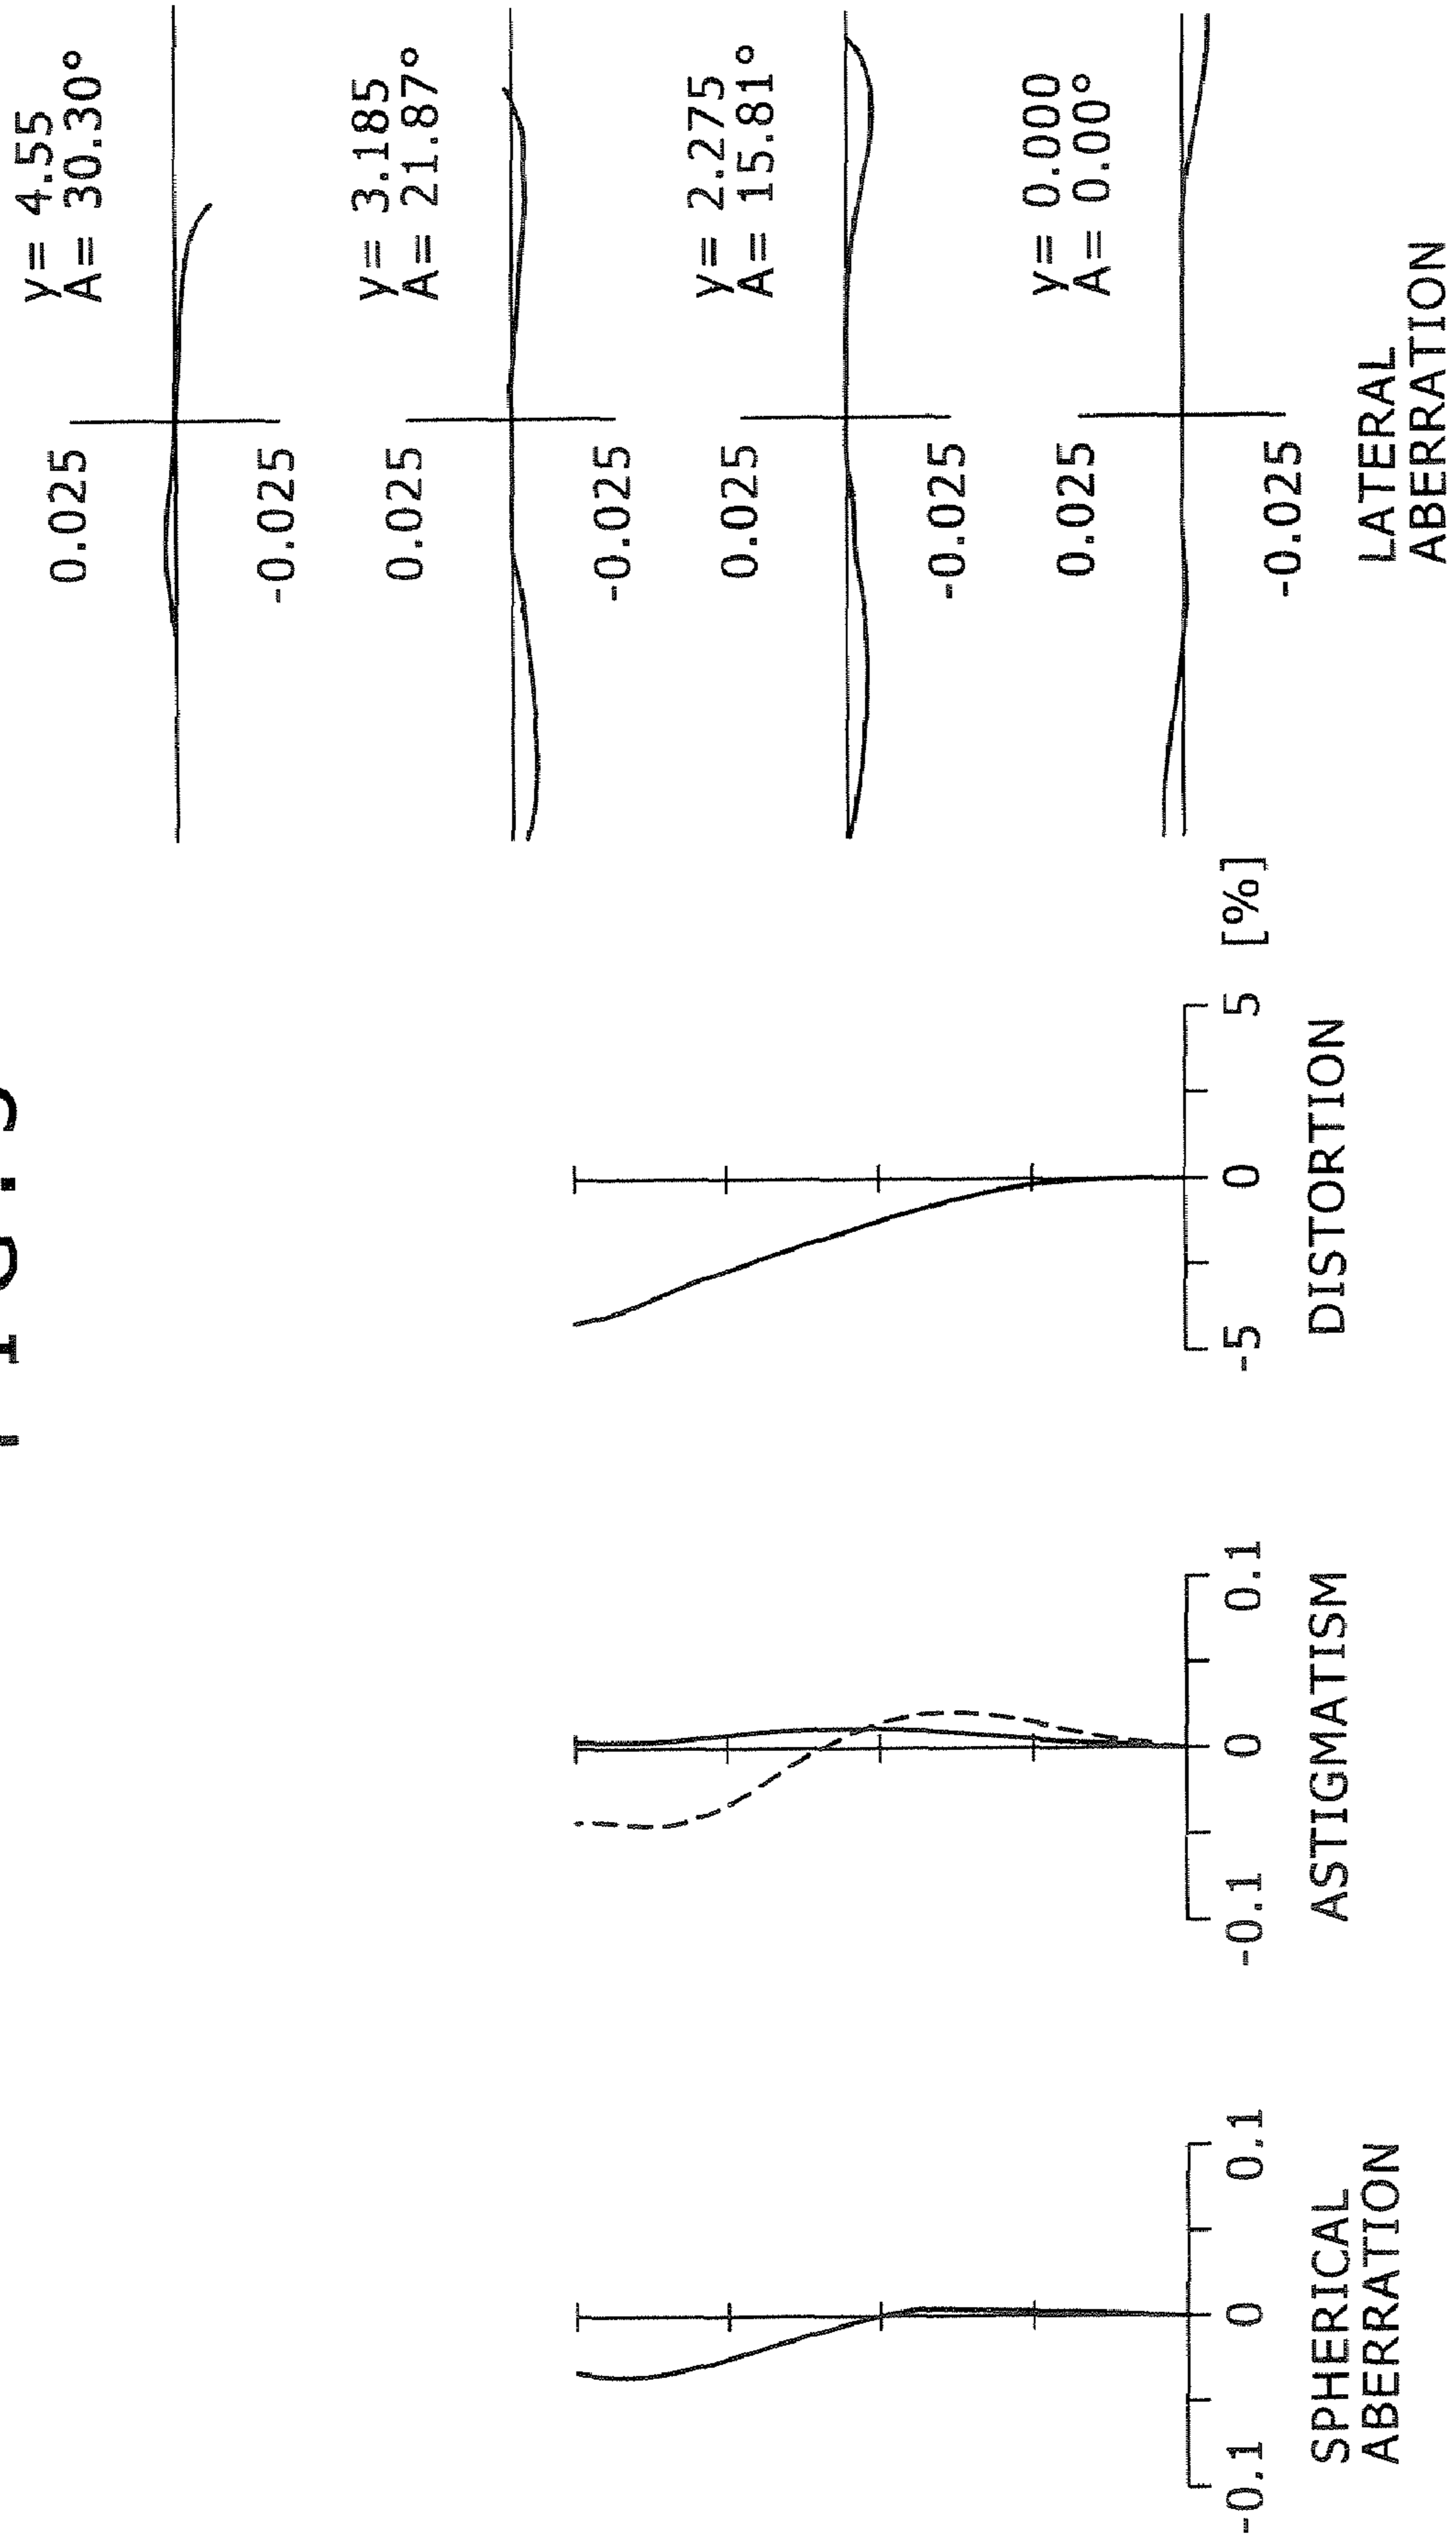 y= 4.55
A= 30.30°
0.025
-0.025
y= 3.185
A= 21.87°
0.025
-0.025
y= 2.275
A= 15.81°
0.025
-0.025
y= 0.000
A= 0.00°
0.025
-0.025
LATERAL
ABERRATION
-0.1 0 0.1
SPHERICAL
ABERRATION
-0.1 0 0.1
ASTIGMATISM
-5 0 5 [%]
DISTORTION